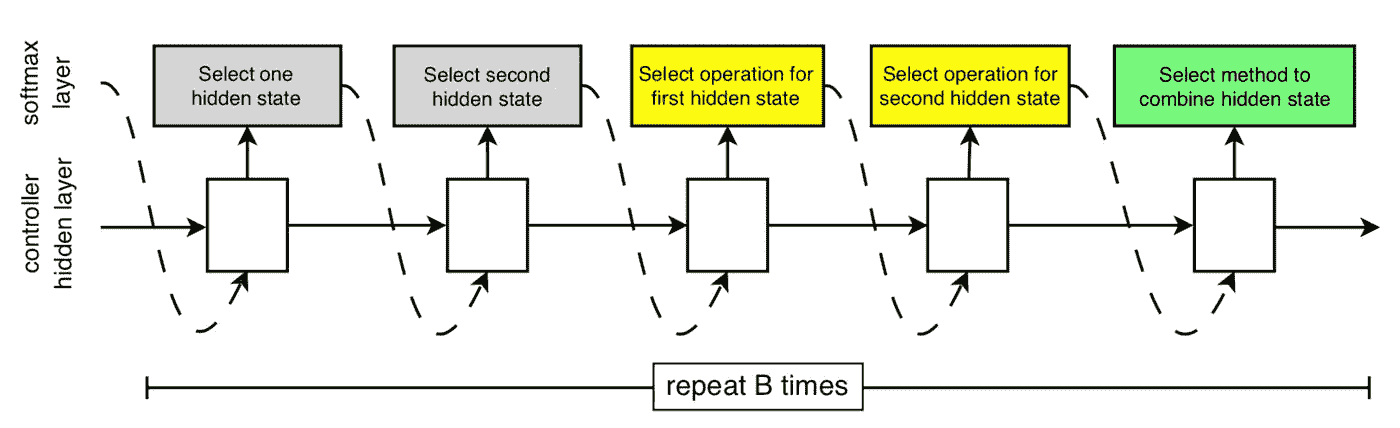 softmax
layer
Select one
hidden state
Select second
hidden state
Select operation for
first hidden state
Select operation for
second hidden state
Select method to
combine hidden state
controller
hidden layer
repeat B times